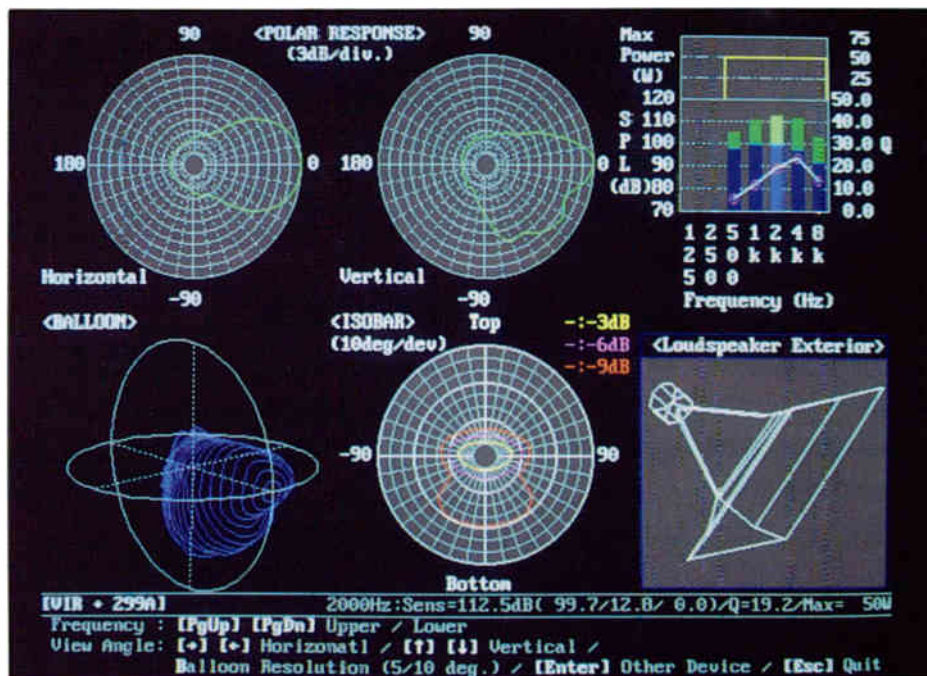 <POLAR RESPONSE>
(3dB/div.)
90
180
0
-90
Horizontal
90
180
0
-90
Vertical
Max
Power
(W)
75
50
25
120
110
100
90
80
70
S
P
L
(dB)
50.0
40.0
30.0
20.0
10.0
0.0
Q
1 2 5 1 2 4 8
2 5 0 k k k k
5 0 0
Frequency (Hz)
<BALLOON>
<ISOBAR>
(10deg/dev)
Top
-:-3dB
-:-6dB
-:-9dB
-90
90
Bottom
<Loudspeaker Exterior>
[VIR + 299A] 2000Hz:Sens=112.5dB( 99.7/12.8/ 0.0)/Q=19.2/Max= 50W
Frequency : [PgUp] [PgDn] Upper / Lower
View Angle: [→] [←] Horizonatl / [↑] [↓] Vertical /
Balloon Resolution (5/10 deg.) / [Enter] Other Device / [Esc] Quit